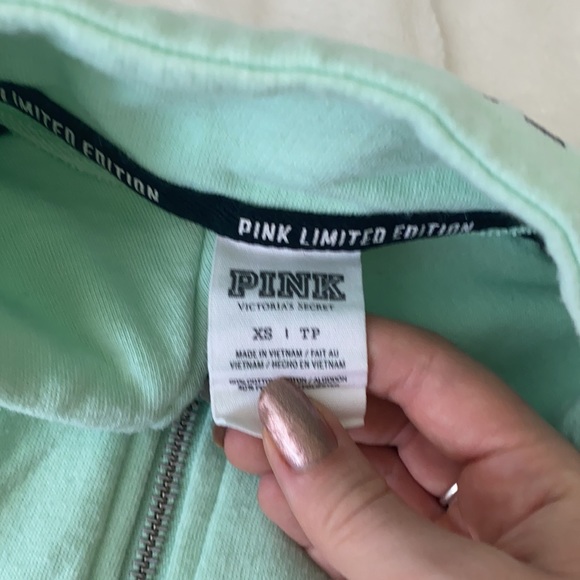 LIMITED EDITION
PINK LIMITED EDITION
PINK
VICTORIA'S SECRET
XS | TP
MADE IN VIETNAM / FAIT AU
VIETNAM / HECHO EN VIETNAM